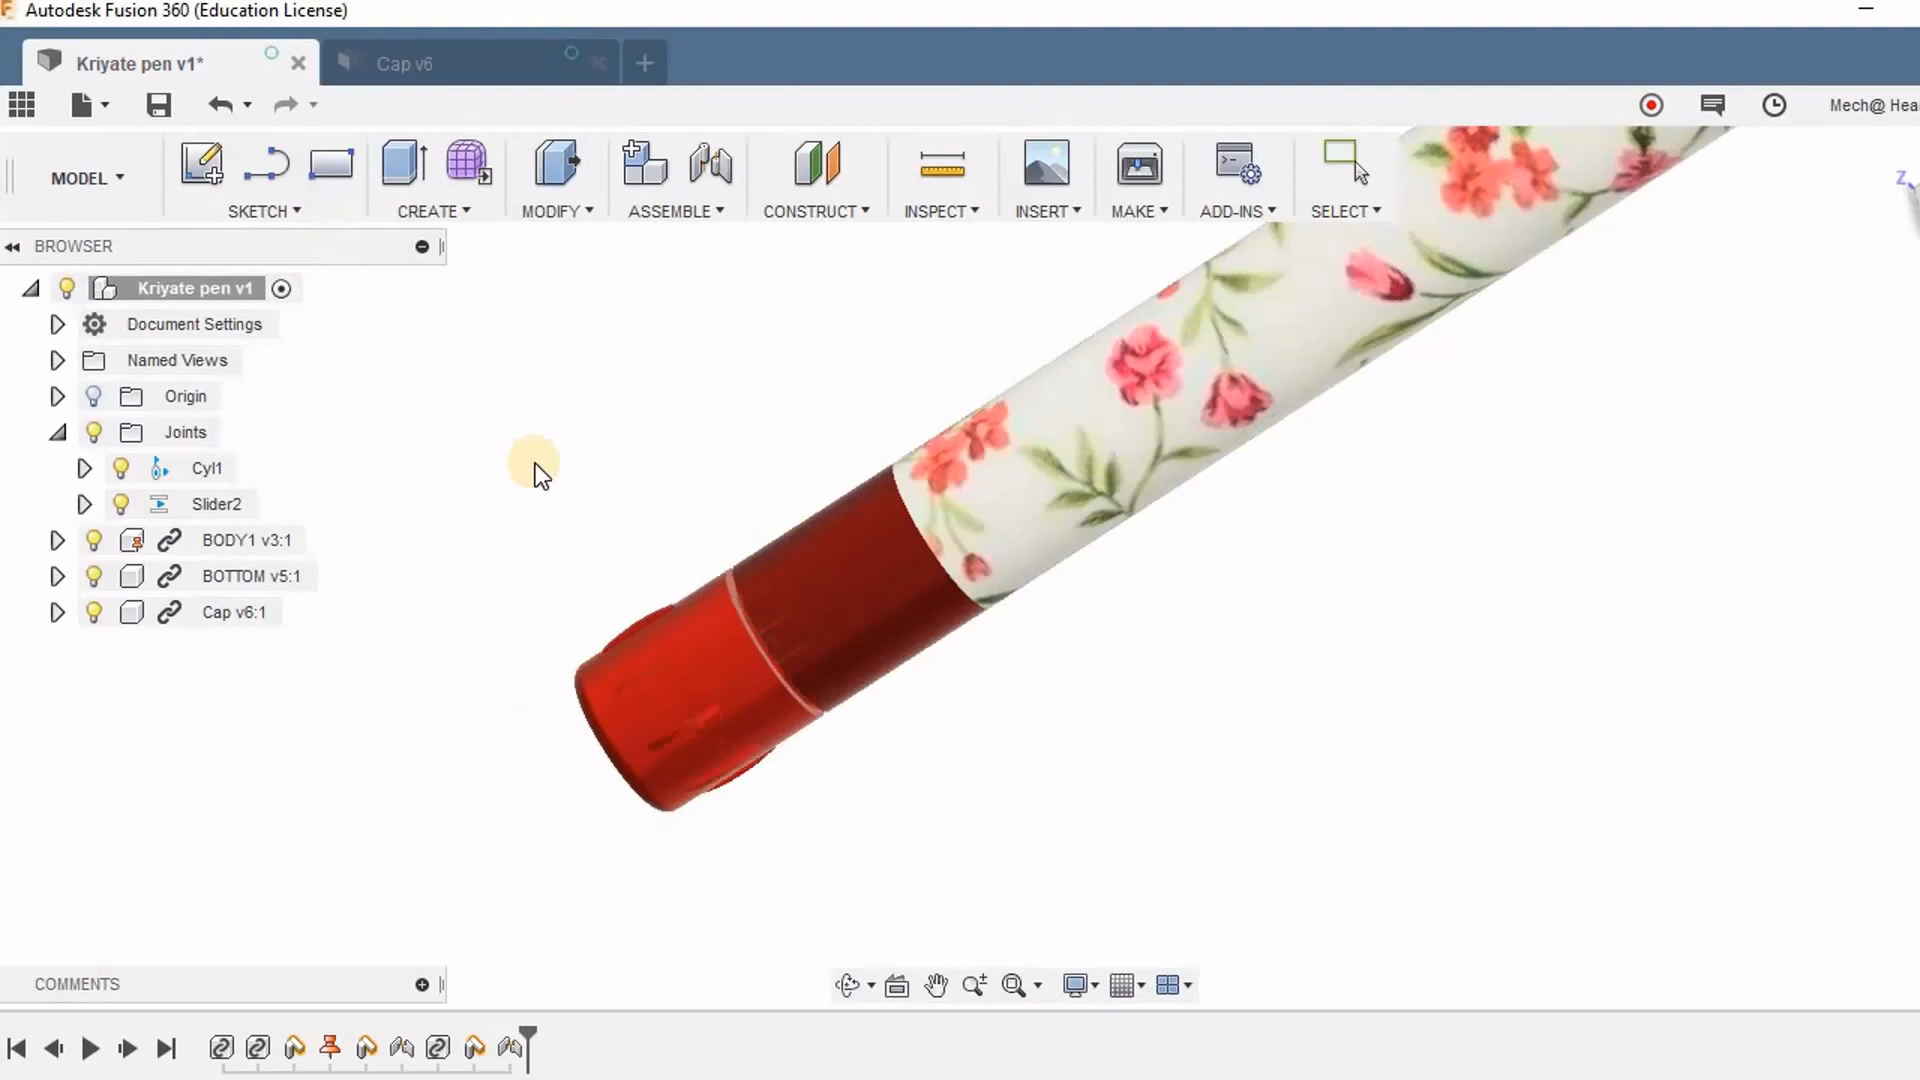 Autodesk Fusion 360 (Education License)
Kriyate pen v1*
Cap v6
Mech@ Hea
MODEL
SKETCH
CREATE
MODIFY
ASSEMBLE
CONSTRUCT
INSPECT
INSERT
MAKE
ADD-INS
SELECT
Z
BROWSER
Kriyate pen v1
Document Settings
Named Views
Origin
Joints
Cyl1
Slider2
BODY1 v3:1
BOTTOM v5:1
Cap v6:1
COMMENTS